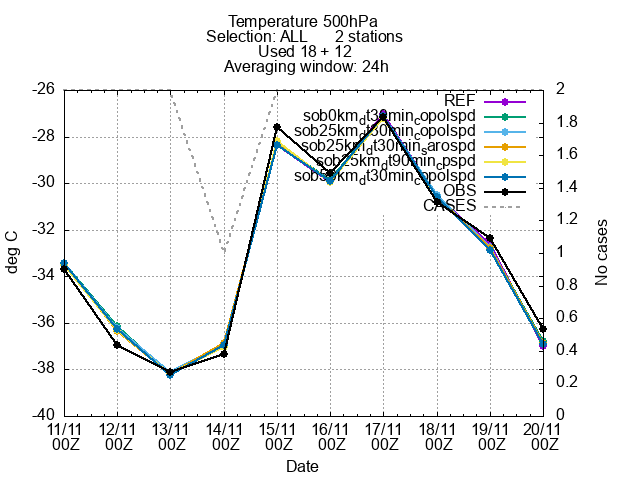 Temperature 500hPa
Selection: ALL 2 stations
Used 18 + 12
Averaging window: 24h
-26
-28
-30
-32
-34
-36
-38
-40
2
1.8
1.6
1.4
1.2
1
0.8
0.6
0.4
0.2
0
REF
sob0km_dt30min_copolspd
sob25km_dt30min_copolspd
sob25km_dt30min_sarospd
sob25km_dt90min_cpspd
OBS
CASES
deg C
No cases
11/11 12/11 13/11 14/11 15/11 16/11 17/11 18/11 19/11 20/11
00Z 00Z 00Z 00Z 00Z 00Z 00Z 00Z 00Z 00Z
Date